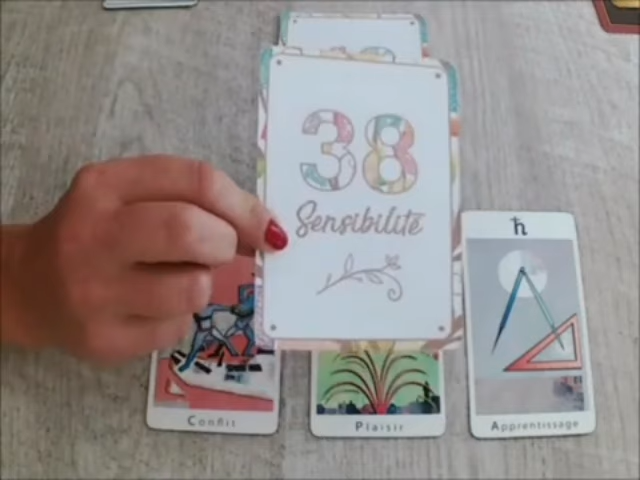 38
Sensibilité
♄
Conflit
Plaisir
Apprentissage